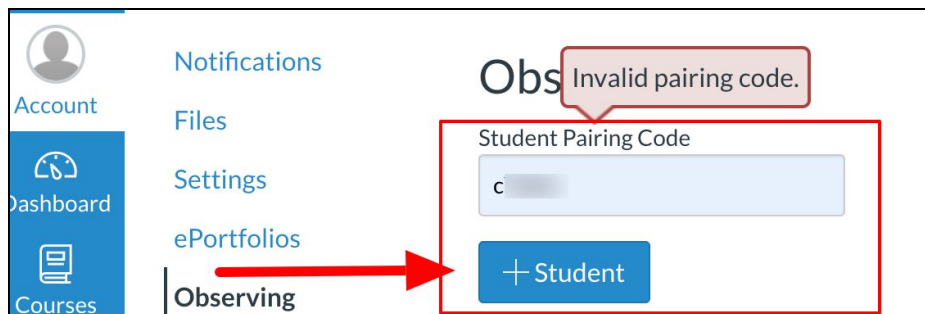 Account
Dashboard
Courses
Notifications
Files
Settings
ePortfolios
Observing
Obs
Invalid pairing code.
Student Pairing Code
c
+ Student